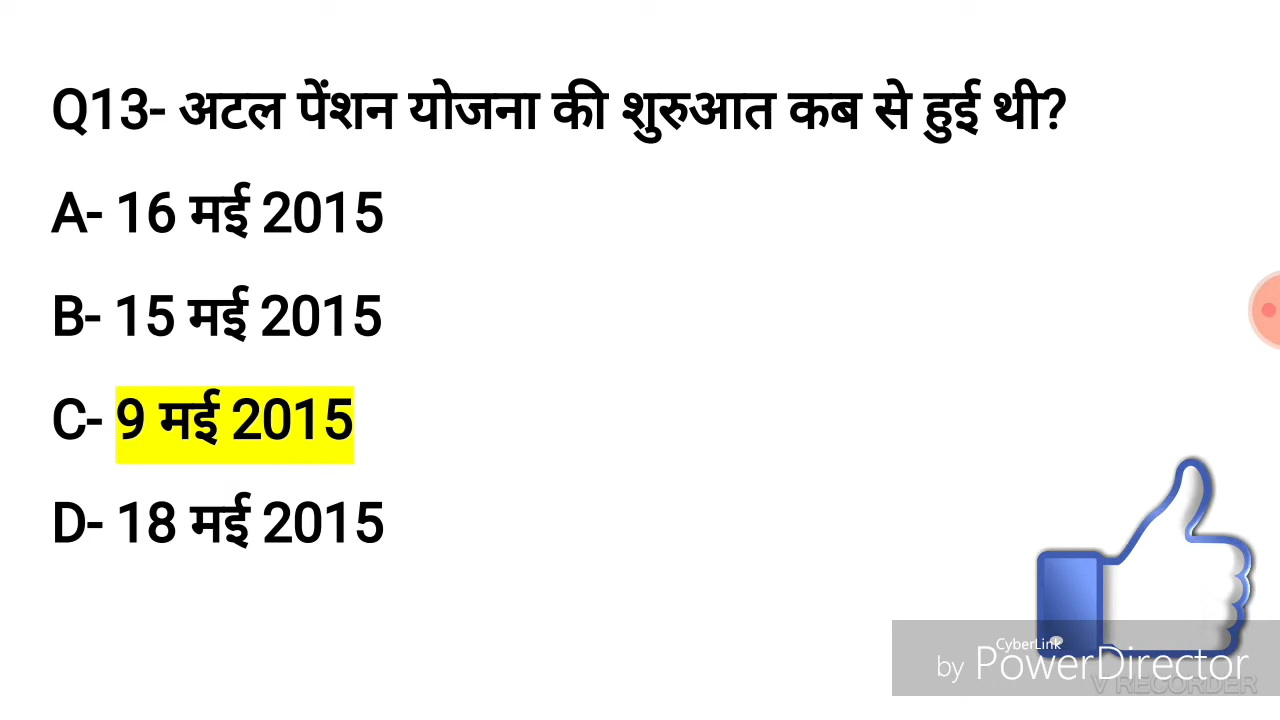 Q13- अटल पेंशन योजना की शुरुआत कब से हुई थी?
A- 16 मई 2015
B- 15 मई 2015
C- 9 मई 2015
D- 18 मई 2015
CyberLink
by PowerDirector
V RECORDER